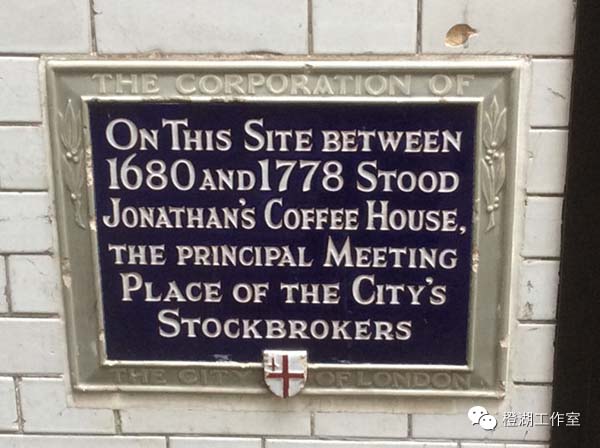 THE CORPORATION OF
ON THIS SITE BETWEEN
1680 AND 1778 STOOD
JONATHAN'S COFFEE HOUSE,
THE PRINCIPAL MEETING
PLACE OF THE CITY'S
STOCKBROKERS
THE CITY OF LONDON
橙湖工作室